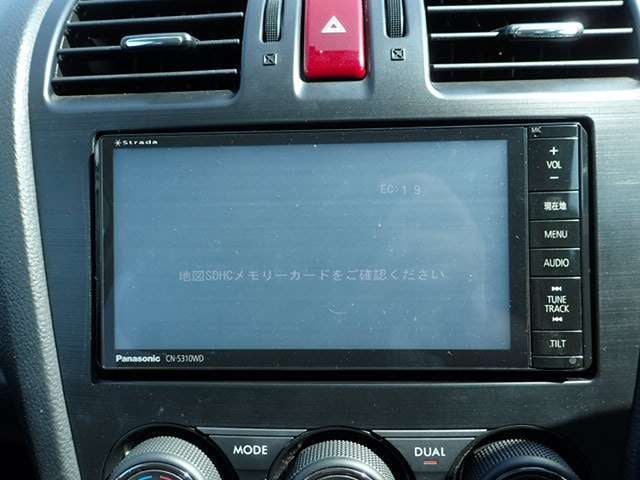 Strada
MIC
EC:19
+
VOL
−
現在地
MENU
地図SDHCメモリーカードをご確認ください
AUDIO
TUNE
TRACK
TILT
Panasonic CN-S310WD
MODE
DUAL